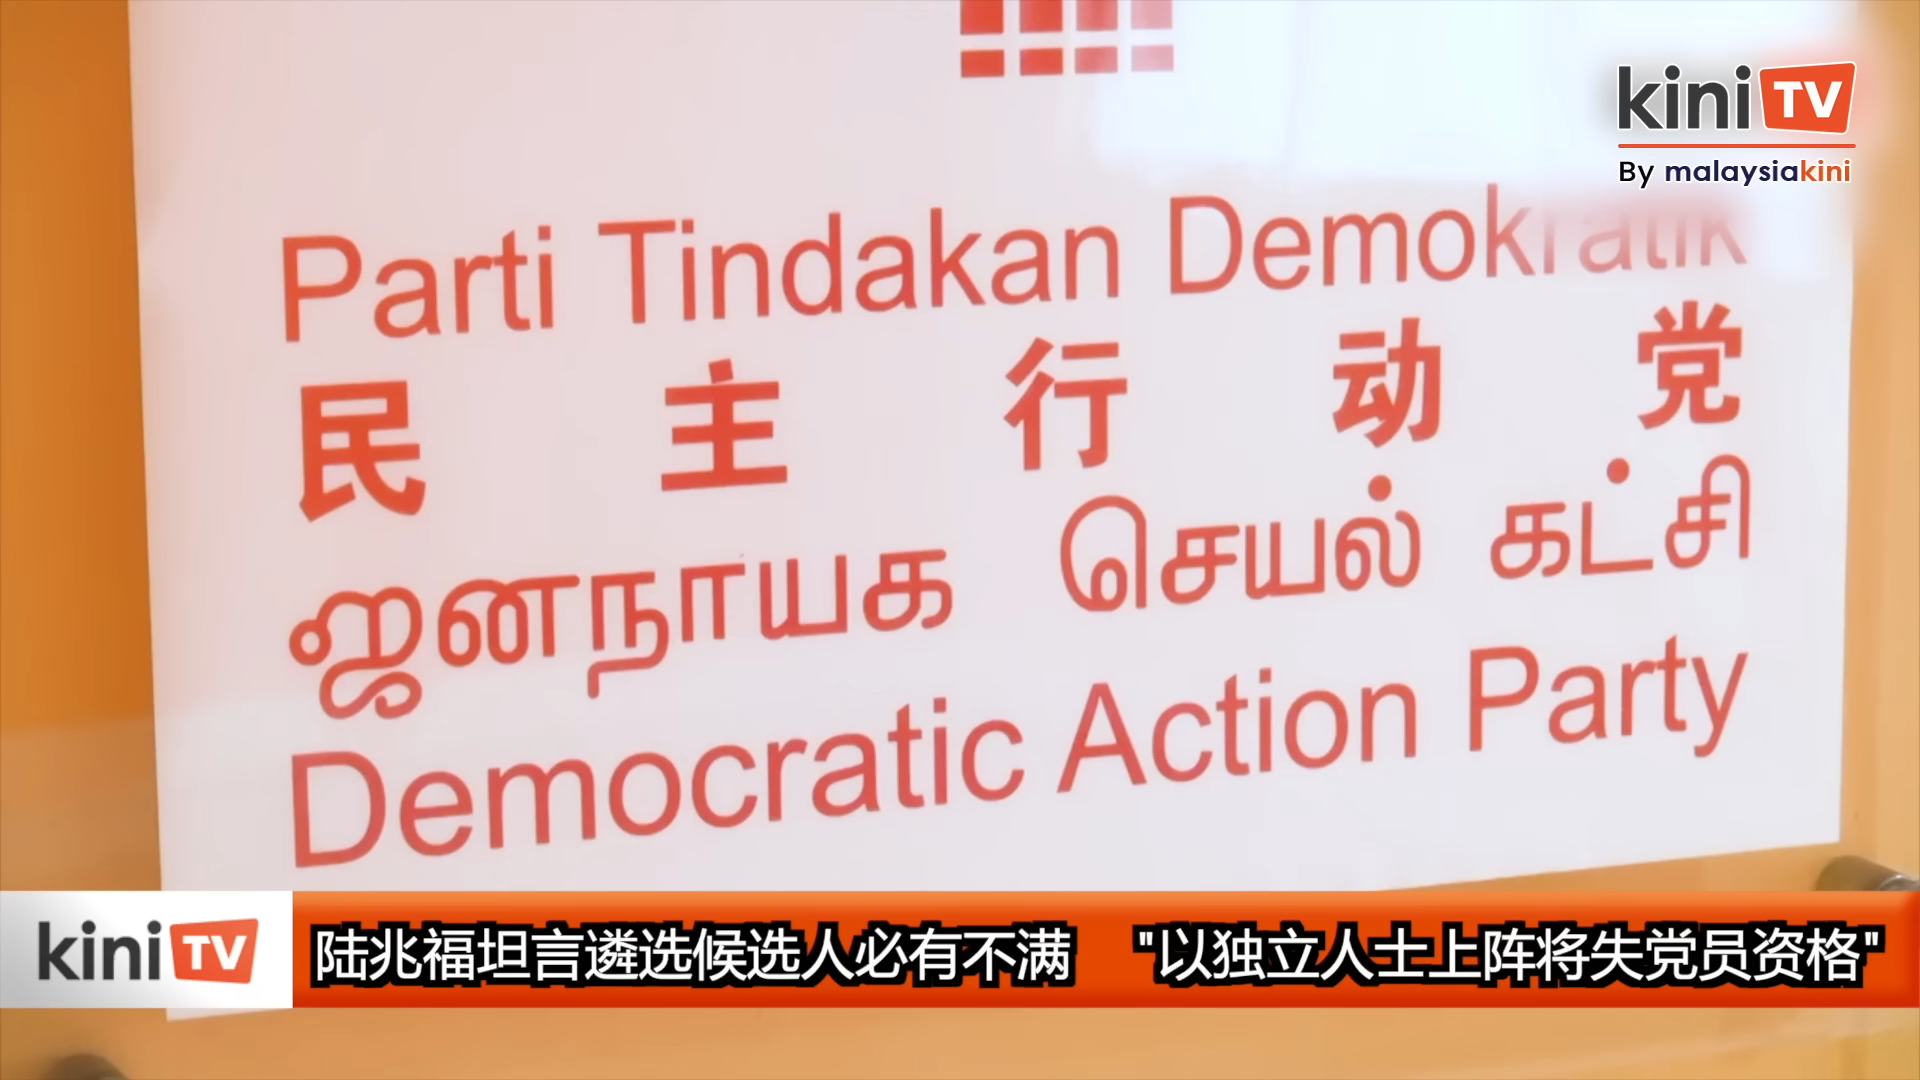 kini TV
By malaysiakini
Parti Tindakan Demokratik
民 主 行 动 党
ஜனநாயக செயல் கட்சி
Democratic Action Party
kini TV 陆兆福坦言遴选候选人必有不满 "以独立人士上阵将失党员资格"